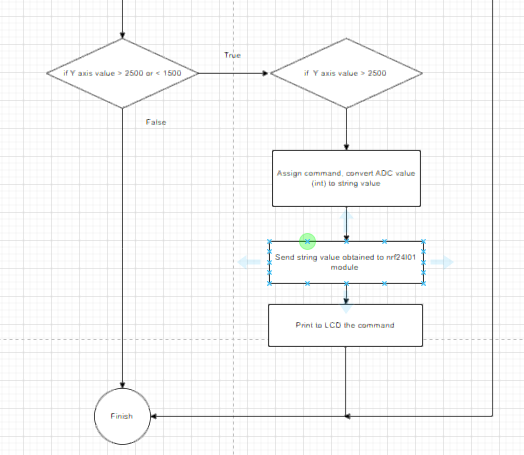 True
if Y axis value > 2500 or < 1500
if Y axis value > 2500
False
Assign command, convert ADC value
(int) to string value
Send string value obtained to nrf24l01
module
Print to LCD the command
Finish